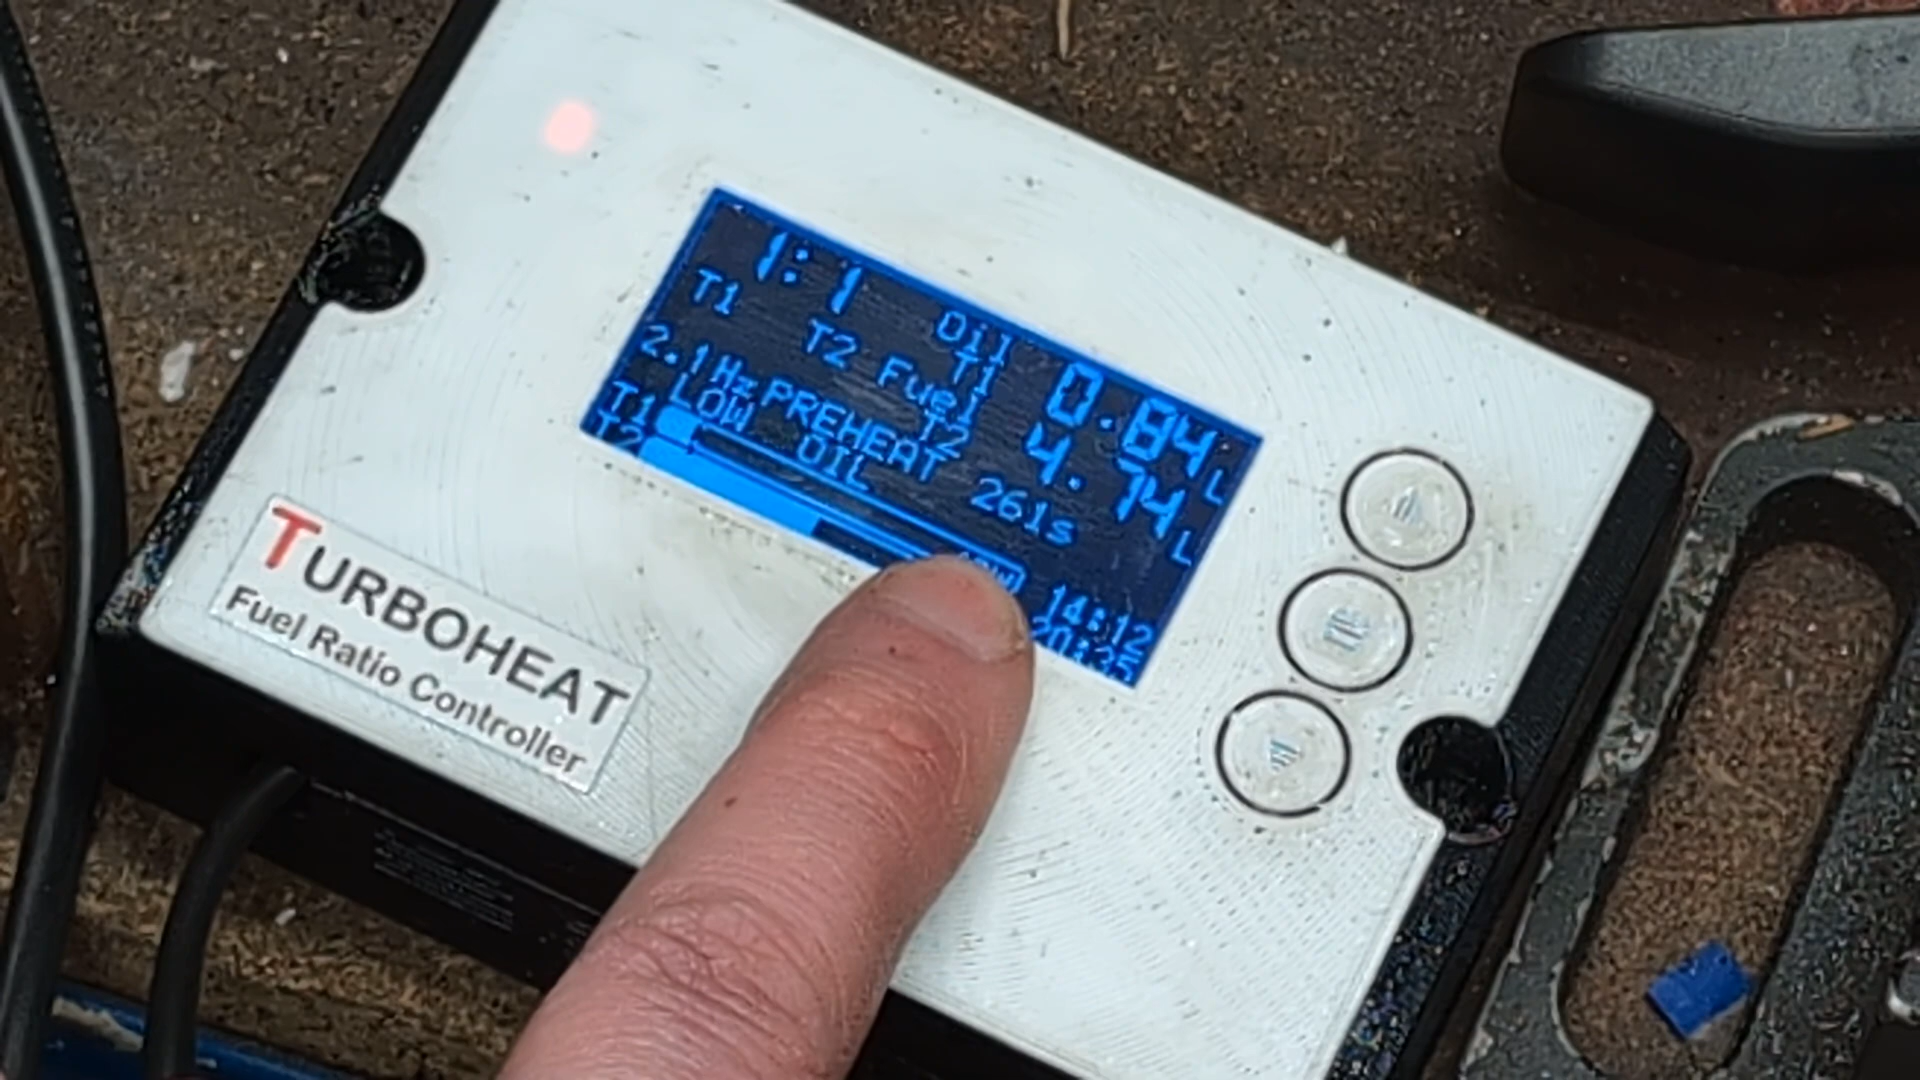 1:1 Oil 0.84L
T1 T1
T2 Fuel 4.74L
T2
2.1Hz PREHEAT 261s
LOW OIL
T1 14:12
T2 20:35
TURBOHEAT
Fuel Ratio Controller